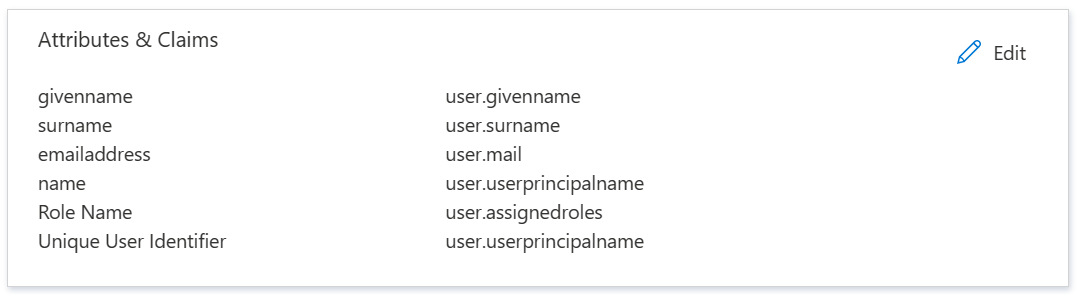 Attributes & Claims
Edit
givenname user.givenname
surname user.surname
emailaddress user.mail
name user.userprincipalname
Role Name user.assignedroles
Unique User Identifier user.userprincipalname